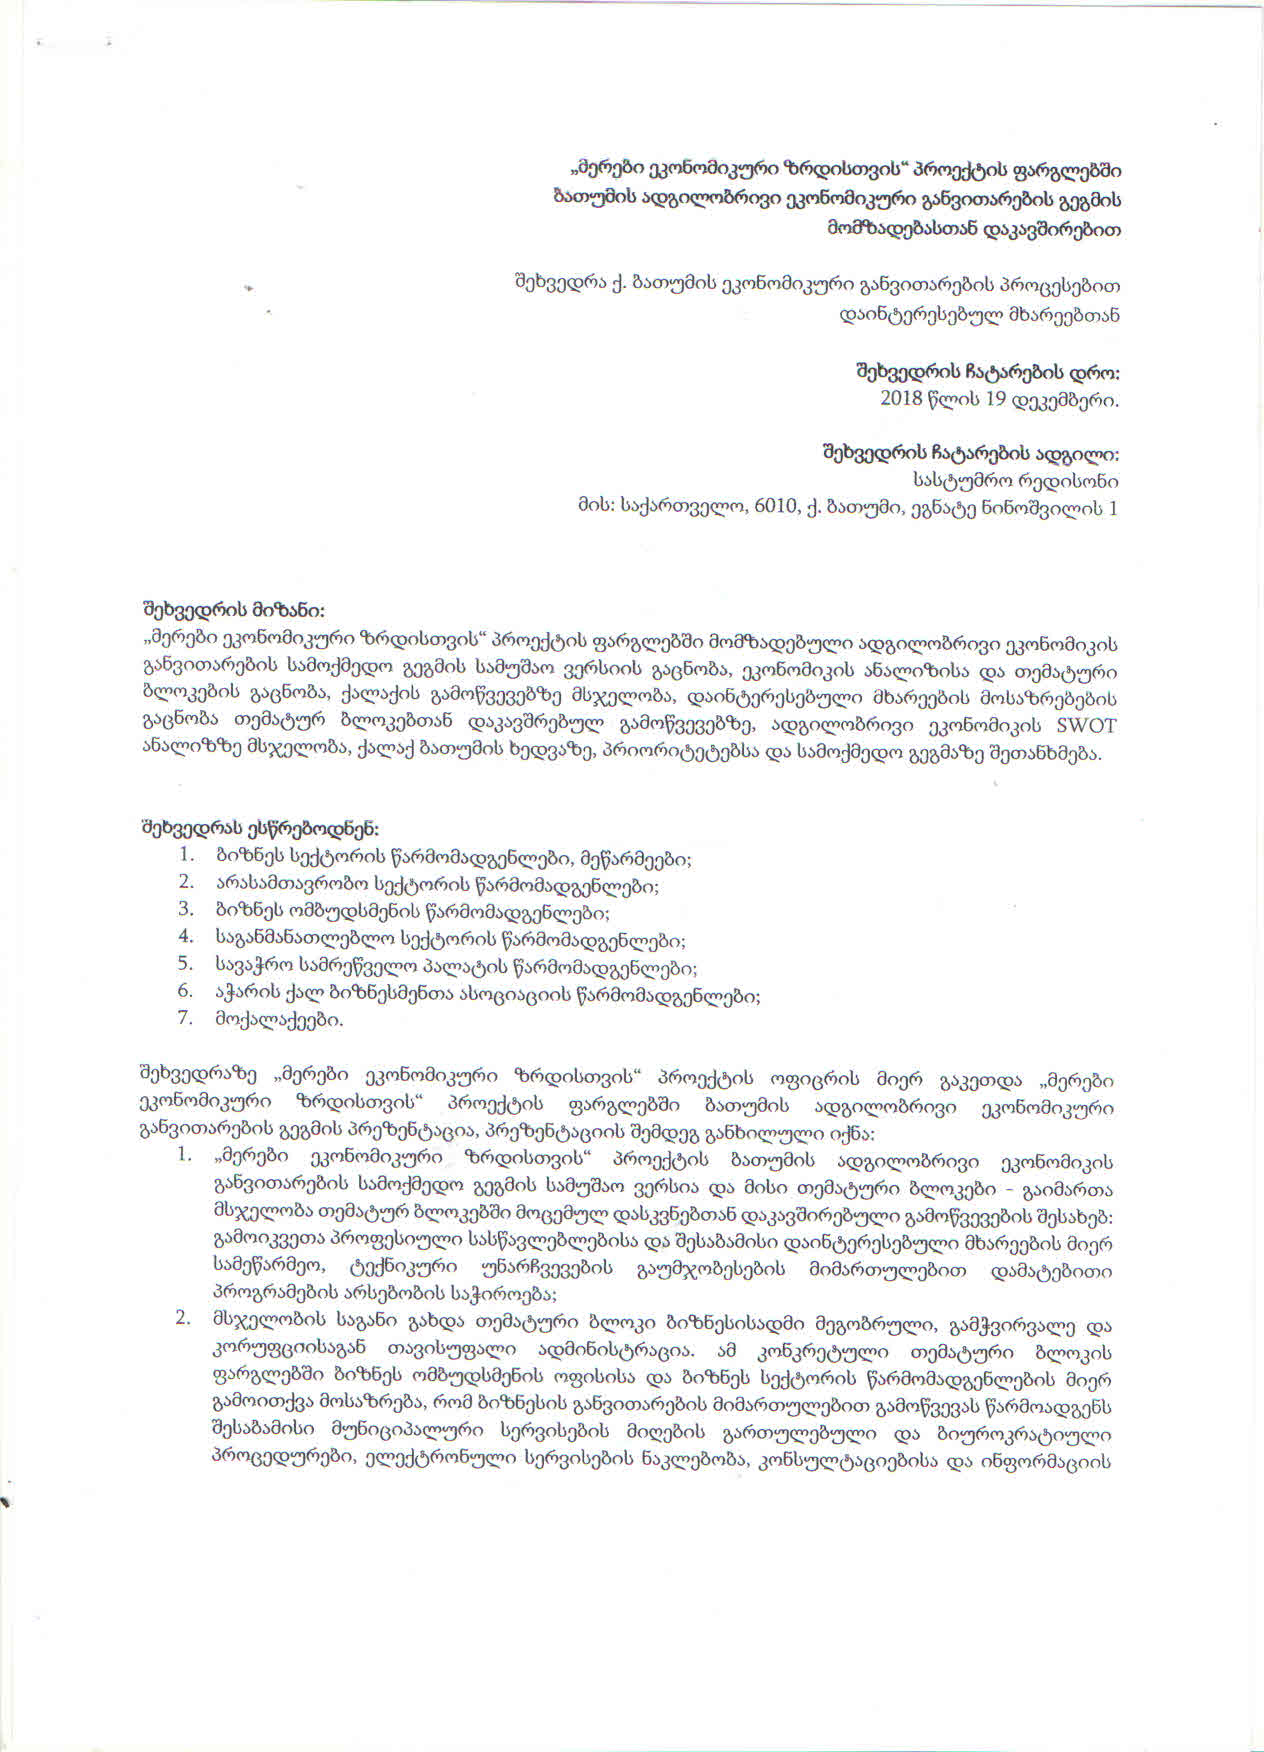 „მერები ეკონომიკური ზრდისთვის“ პროექტის ფარგლებში
ბათუმის ადგილობრივი ეკონომიკური განვითარების გეგმის
მომზადებასთან დაკავშირებით
შეხვედრა ქ. ბათუმის ეკონომიკური განვითარების პროცესებით
დაინტერესებულ მხარეებთან
შეხვედრის ჩატარების დრო:
2018 წლის 19 დეკემბერი.
შეხვედრის ჩატარების ადგილი:
სასტუმრო რედისონი
მის: საქართველო, 6010, ქ. ბათუმი, ეგნატე ნინოშვილის 1
შეხვედრის მიზანი:
„მერები ეკონომიკური ზრდისთვის“ პროექტის ფარგლებში მომზადებული ადგილობრივი ეკონომიკის
განვითარების სამოქმედო გეგმის სამუშაო ვერსიის გაცნობა, ეკონომიკის ანალიზისა და თემატური
ბლოკების გაცნობა, ქალაქის გამოწვევებზე მსჯელობა, დაინტერესებული მხარეების მოსაზრებების
გაცნობა თემატურ ბლოკებთან დაკავშრებულ გამოწვევებზე, ადგილობრივი ეკონომიკის SWOT
ანალიზზე მსჯელობა, ქალაქ ბათუმის ხედვაზე, პრიორიტეტებსა და სამოქმედო გეგმაზე შეთანხმება.
შეხვედრას ესწრებოდნენ:
1. ბიზნეს სექტორის წარმომადგენლები, მეწარმეები;
2. არასამთავრობო სექტორის წარმომადგენლები;
3. ბიზნეს ომბუდსმენის წარმომადგენლები;
4. საგანმანათლებლო სექტორის წარმომადგენლები;
5. სავაჭრო სამრეწველო პალატის წარმომადგენლები;
6. აჭარის ქალ ბიზნესმენთა ასოციაციის წარმომადგენლები;
7. მოქალაქეები.
შეხვედრაზე „მერები ეკონომიკური ზრდისთვის“ პროექტის ოფიცრის მიერ გაკეთდა „მერები
ეკონომიკური ზრდისთვის“ პროექტის ფარგლებში ბათუმის ადგილობრივი ეკონომიკური
განვითარების გეგმის პრეზენტაცია, პრეზენტაციის შემდეგ განხილული იქნა:
1. „მერები ეკონომიკური ზრდისთვის“ პროექტის ბათუმის ადგილობრივი ეკონომიკის
განვითარების სამოქმედო გეგმის სამუშაო ვერსია და მისი თემატური ბლოკები - გაიმართა
მსჯელობა თემატურ ბლოკებში მოცემულ დასკვნებთან დაკავშირებული გამოწვევების შესახებ:
გამოიკვეთა პროფესიული სასწავლებლებისა და შესაბამისი დაინტერესებული მხარეების მიერ
სამეწარმეო, ტექნიკური უნარჩვევების გაუმჯობესების მიმართულებით დამატებითი
პროგრამების არსებობის საჭიროება;
2. მსჯელობის საგანი გახდა თემატური ბლოკი ბიზნესისადმი მეგობრული, გამჭვირვალე და
კორუფციისაგან თავისუფალი ადმინისტრაცია. ამ კონკრეტული თემატური ბლოკის
ფარგლებში ბიზნეს ომბუდსმენის ოფისისა და ბიზნეს სექტორის წარმომადგენლების მიერ
გამოითქვა მოსაზრება, რომ ბიზნესის განვითარების მიმართულებით გამოწვევას წარმოადგენს
შესაბამისი მუნიციპალური სერვისების მიღების გართულებული და ბიუროკრატიული
პროცედურები, ელექტრონული სერვისების ნაკლებობა, კონსულტაციებისა და ინფორმაციის